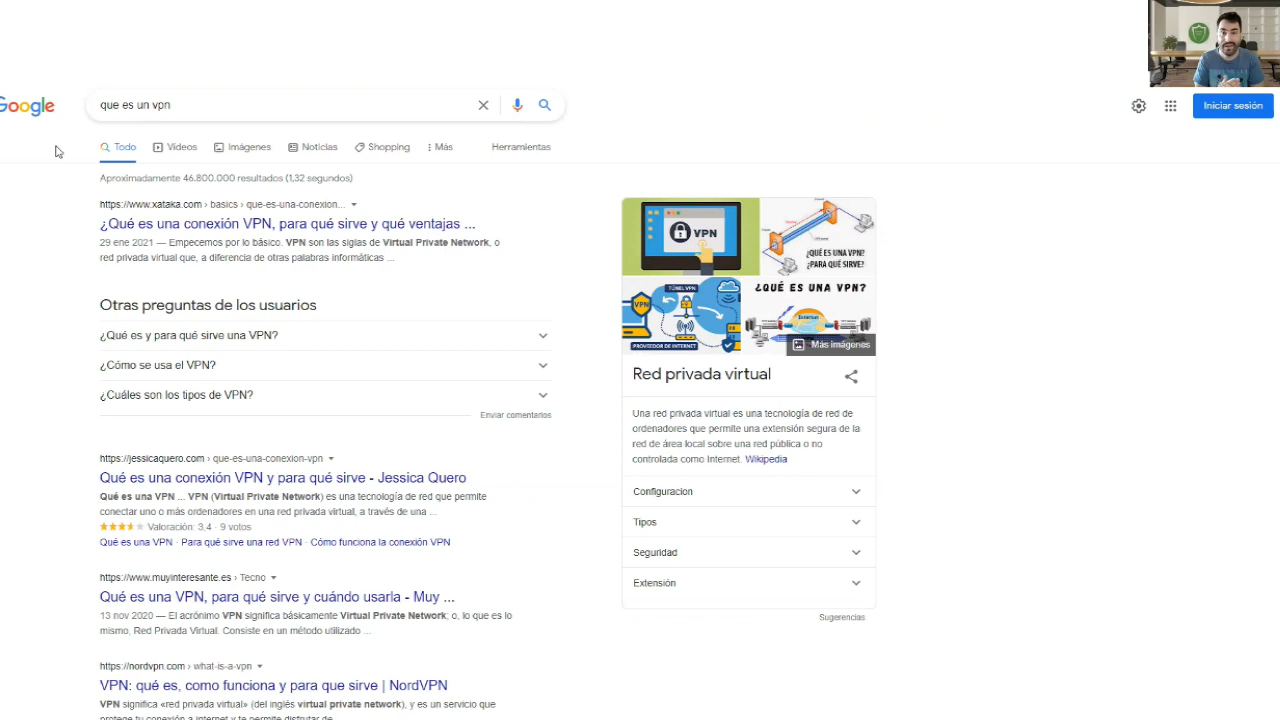 Google
que es un vpn
Iniciar sesión
Todo
Vídeos
Imágenes
Noticias
Shopping
Más
Herramientas
Aproximadamente 46.800.000 resultados (1,32 segundos)
https://www.xataka.com › basics › que-es-una-conexion...
¿Qué es una conexión VPN, para qué sirve y qué ventajas ...
29 ene 2021 — Empecemos por lo básico. VPN son las siglas de Virtual Private Network, o
red privada virtual que, a diferencia de otras palabras informáticas ...
Otras preguntas de los usuarios
¿Qué es y para qué sirve una VPN?
¿Cómo se usa el VPN?
¿Cuáles son los tipos de VPN?
Enviar comentarios
https://jessicaquero.com › que-es-una-conexion-vpn
Qué es una conexión VPN y para qué sirve - Jessica Quero
Qué es una VPN ... VPN (Virtual Private Network) es una tecnología de red que permite
conectar uno o más ordenadores en una red privada virtual, a través de una ...
Valoración: 3,4 · 9 votos
Qué es una VPN · Para qué sirve una red VPN · Cómo funciona la conexión VPN
https://www.muyinteresante.es › Tecno
Qué es una VPN, para qué sirve y cuándo usarla - Muy ...
13 nov 2020 — El acrónimo VPN significa básicamente Virtual Private Network; o, lo que es lo
mismo, Red Privada Virtual. Consiste en un método utilizado ...
https://nordvpn.com › what-is-a-vpn
VPN: qué es, como funciona y para que sirve | NordVPN
VPN significa «red privada virtual» (del inglés virtual private network), y es un servicio que
protege tu conexión a internet y te permite disfrutar de
VPN
¿QUÉ ES UNA VPN?
¿PARA QUÉ SIRVE?
TÚNEL VPN
VPN
PROVEEDOR DE INTERNET
¿QUÉ ES UNA VPN?
Internet
Más imágenes
Red privada virtual
Una red privada virtual es una tecnología de red de
ordenadores que permite una extensión segura de la
red de área local sobre una red pública o no
controlada como Internet. Wikipedia
Configuracion
Tipos
Seguridad
Extensión
Sugerencias